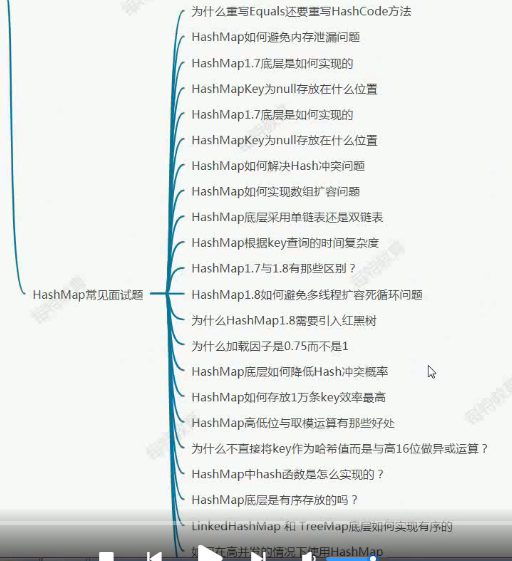 为什么重写Equals还要重写HashCode方法
HashMap如何避免内存泄漏问题
HashMap1.7底层是如何实现的
HashMapKey为null存放在什么位置
HashMap1.7底层是如何实现的
HashMapKey为null存放在什么位置
HashMap如何解决Hash冲突问题
HashMap如何实现数组扩容问题
HashMap底层采用单链表还是双链表
HashMap根据key查询的时间复杂度
HashMap1.7与1.8有那些区别？
HashMap常见面试题
HashMap1.8如何避免多线程扩容死循环问题
为什么HashMap1.8需要引入红黑树
为什么加载因子是0.75而不是1
HashMap底层如何降低Hash冲突概率
HashMap如何存放1万条key效率最高
HashMap高低位与取模运算有那些好处
为什么不直接将key作为哈希值而是与高16位做异或运算？
HashMap中hash函数是怎么实现的？
HashMap底层是有序存放的吗？
LinkedHashMap 和 TreeMap底层如何实现有序的
在高并发的情况下使用HashMap